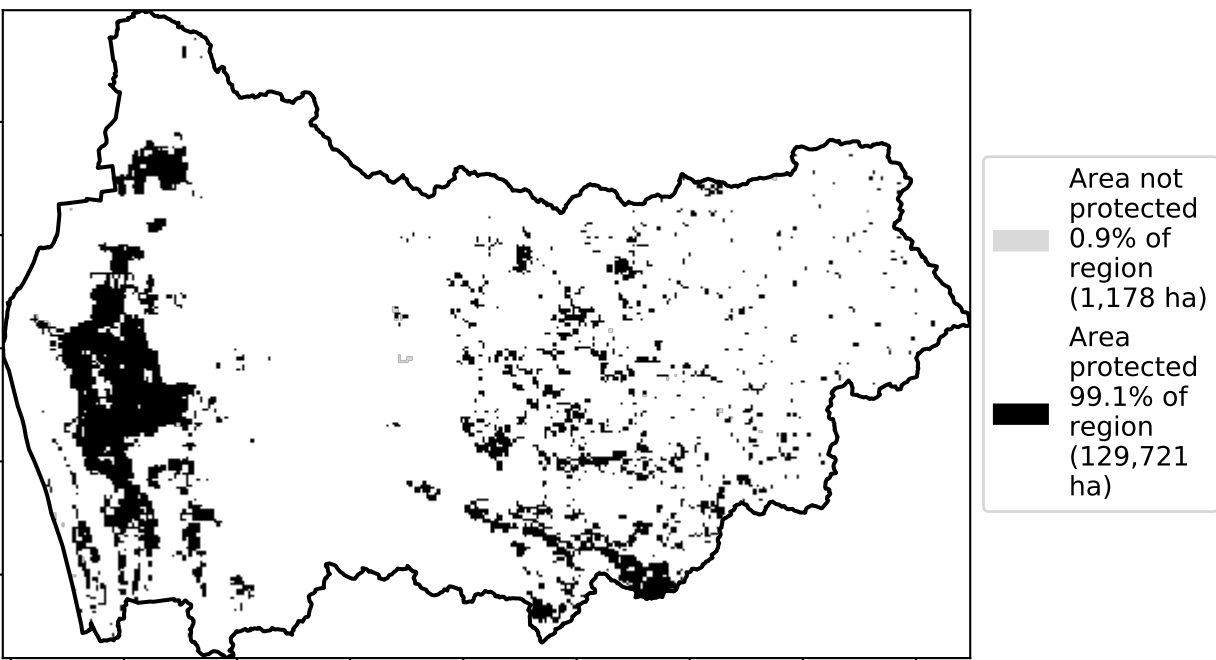 Area not
protected
0.9% of
region
(1,178 ha)
Area
protected
99.1% of
region
(129,721
ha)